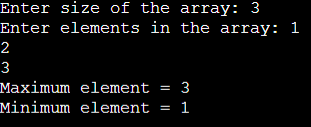 Enter size of the array: 3
Enter elements in the array: 1
2
3
Maximum element = 3
Minimum element = 1